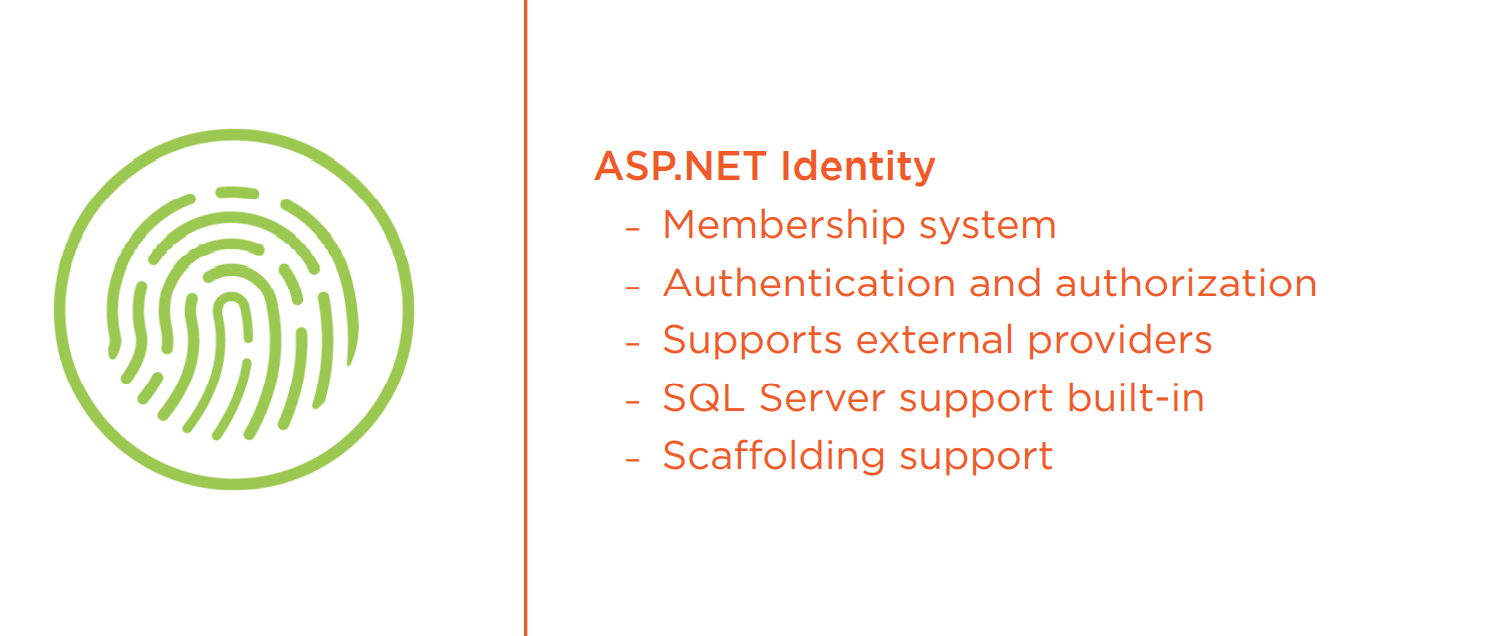 ASP.NET Identity
- Membership system
- Authentication and authorization
- Supports external providers
- SQL Server support built-in
- Scaffolding support